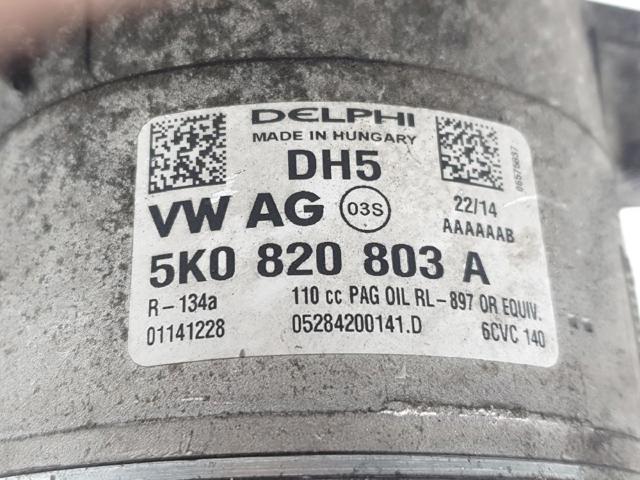 DELPHI
MADE IN HUNGARY
DH5
VW AG 03S
22/14
AAAAAAB
5K0 820 803 A
R-134a 110 cc PAG OIL RL-897 OR EQUIV.
01141228 05284200141.D 6CVC 140